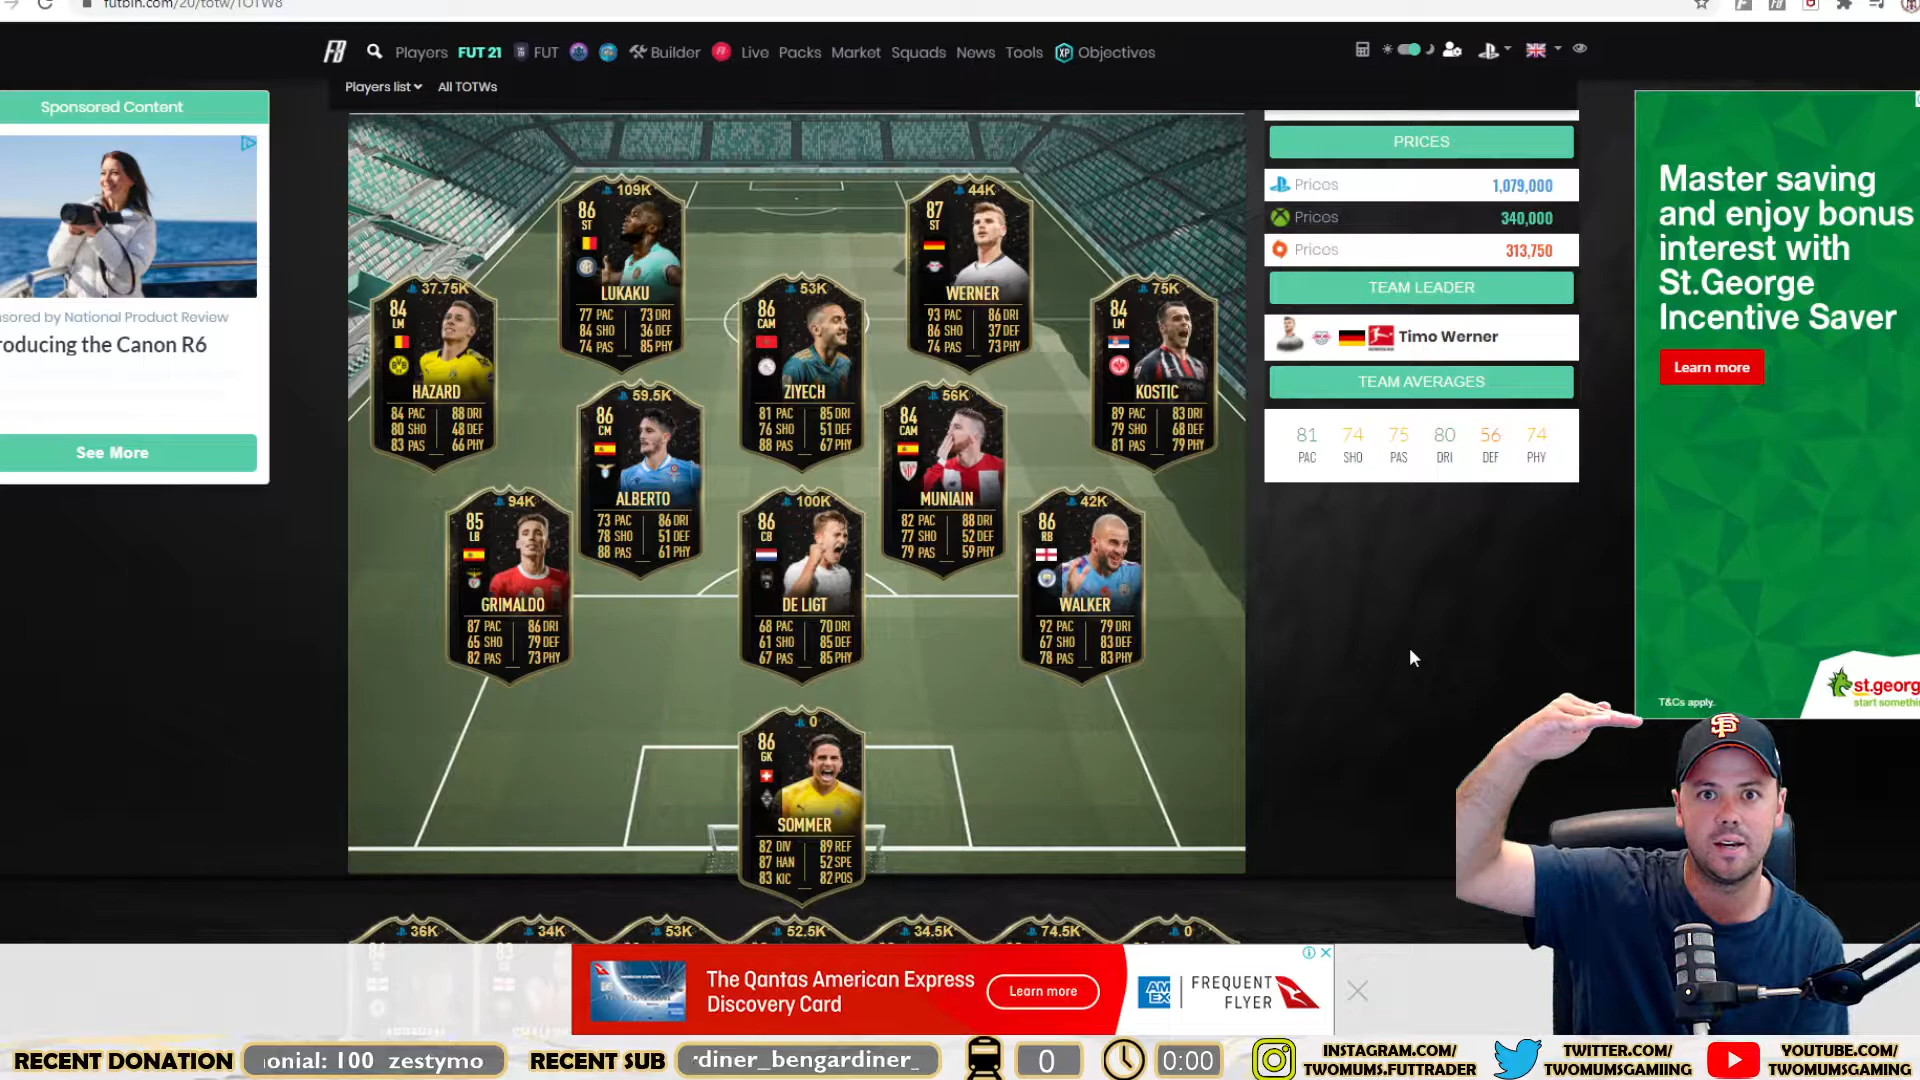 futbin.com/20/totw/TOTW8
Players
FUT 21
FUT
Builder
Live
Packs
Market
Squads
News
Tools
XP
Objectives
Players list
All TOTWs
Sponsored Content
sored by National Product Review
roducing the Canon R6
See More
109K
86
ST
LUKAKU
77 PAC 73 DRI
84 SHO 36 DEF
74 PAS 85 PHY
44K
87
ST
WERNER
93 PAC 86 DRI
86 SHO 37 DEF
74 PAS 73 PHY
37.75K
84
LM
HAZARD
84 PAC 88 DRI
80 SHO 48 DEF
83 PAS 66 PHY
53K
86
CAM
ZIYECH
81 PAC 85 DRI
76 SHO 51 DEF
88 PAS 67 PHY
75K
84
LM
KOSTIC
89 PAC 83 DRI
79 SHO 68 DEF
81 PAS 79 PHY
59.5K
86
CM
ALBERTO
73 PAC 86 DRI
78 SHO 51 DEF
88 PAS 61 PHY
56K
84
CAM
MUNIAIN
82 PAC 88 DRI
77 SHO 52 DEF
79 PAS 59 PHY
94K
85
LB
GRIMALDO
87 PAC 86 DRI
65 SHO 79 DEF
82 PAS 73 PHY
100K
86
CB
DE LIGT
68 PAC 70 DRI
61 SHO 85 DEF
67 PAS 85 PHY
42K
86
RB
WALKER
92 PAC 79 DRI
67 SHO 83 DEF
78 PAS 83 PHY
0
86
GK
SOMMER
82 DIV 89 REF
87 HAN 52 SPE
83 KIC 82 POS
36K
34K
53K
52.5K
34.5K
74.5K
0
PRICES
Prices 1,079,000
Prices 340,000
Prices 313,750
TEAM LEADER
Timo Werner
TEAM AVERAGES
81 74 75 80 56 74
PAC SHO PAS DRI DEF PHY
Master saving
and enjoy bonus
interest with
St.George
Incentive Saver
Learn more
T&Cs apply.
st.georg
start somethi
SF
The Qantas American Express
Discovery Card
Learn more
AM
EX
FREQUENT
FLYER
RECENT DONATION
onial: 100 zestymo
RECENT SUB
diner_bengardiner_
0
0:00
INSTAGRAM.COM/
TWOMUMS.FUTTRADER
TWITTER.COM/
TWOMUMSGAMIING
YOUTUBE.COM/
TWOMUMSGAMING